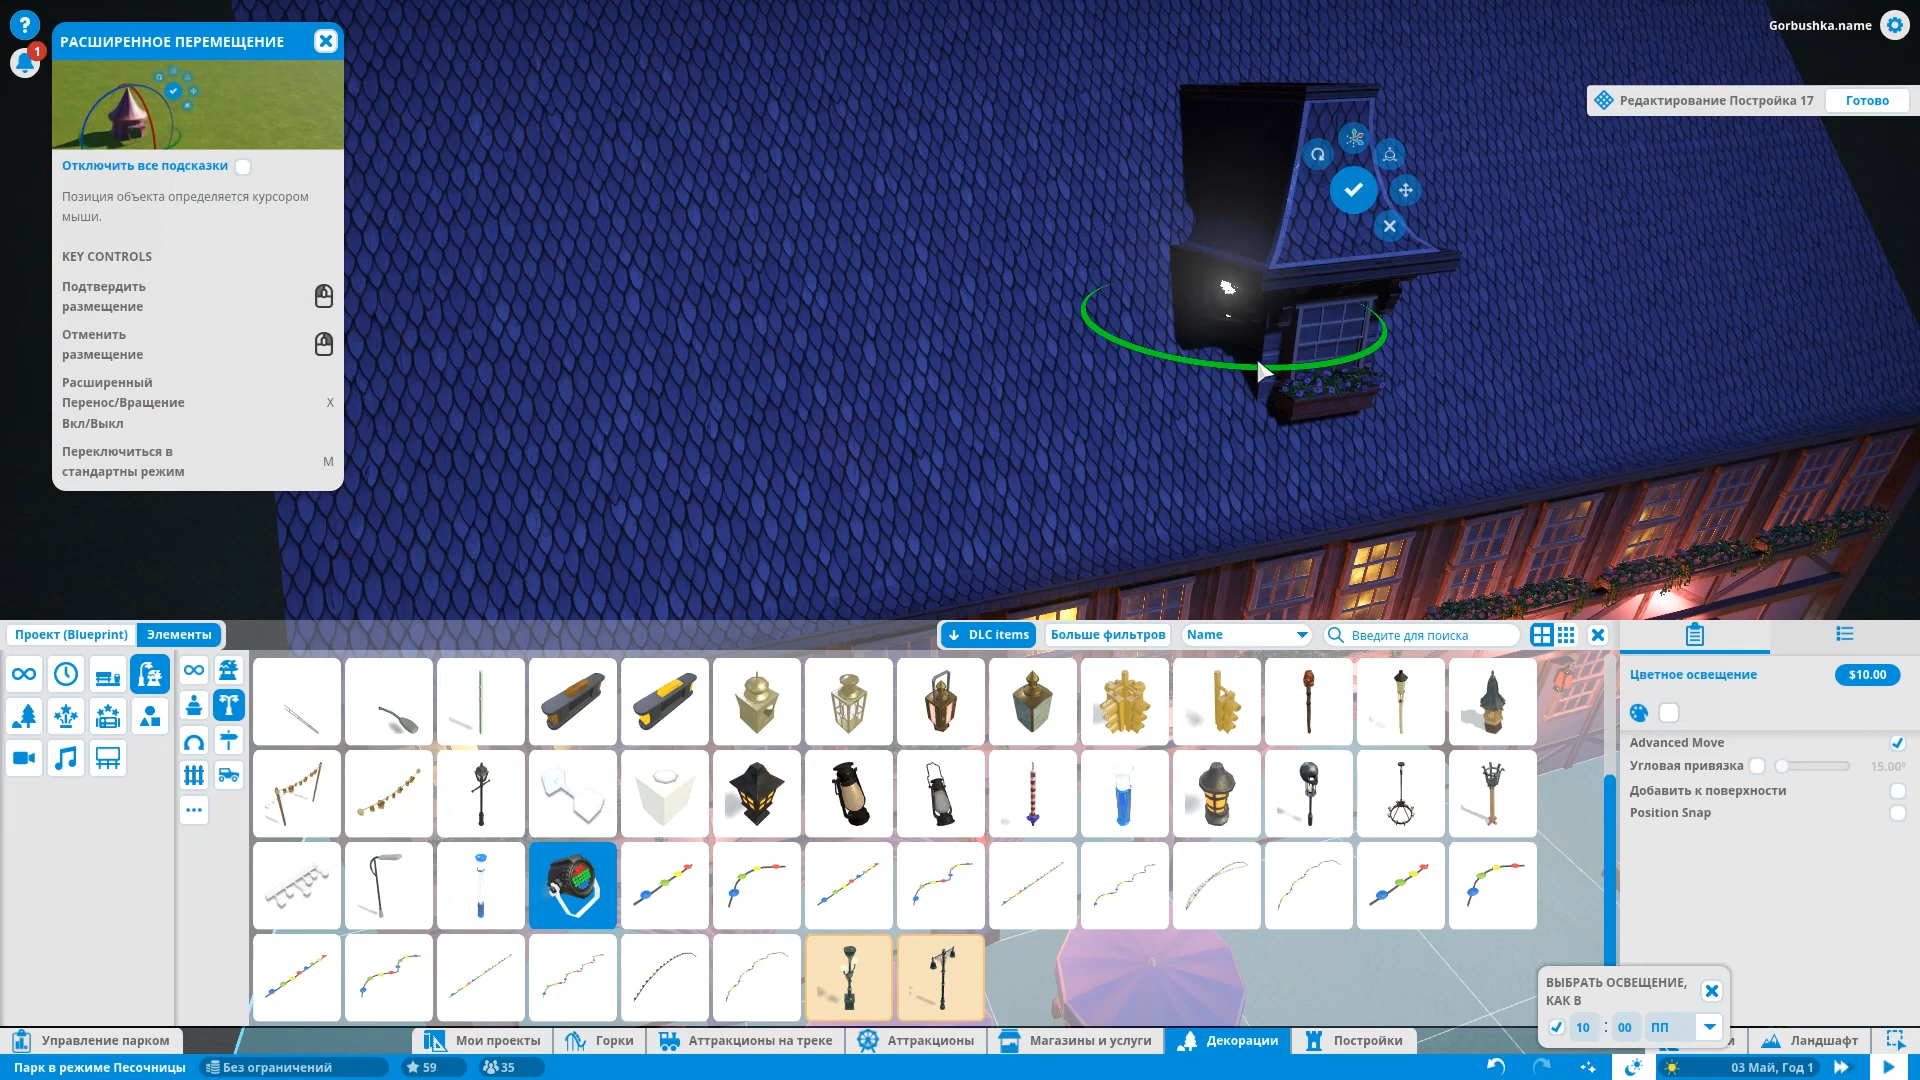 ?
1
РАСШИРЕННОЕ ПЕРЕМЕЩЕНИЕ
Отключить все подсказки
Позиция объекта определяется курсором
мыши.
KEY CONTROLS
Подтвердить
размещение
Отменить
размещение
Расширенный
Перенос/Вращение
Вкл/Выкл
X
Переключиться в
стандартны режим
M
Gorbushka.name
Редактирование Постройка 17
Готово
Проект (Blueprint)
Элементы
DLC items
Больше фильтров
Name
Введите для поиска
Цветное освещение
$10.00
Advanced Move
Угловая привязка
15.00°
Добавить к поверхности
Position Snap
ВЫБРАТЬ ОСВЕЩЕНИЕ,
КАК В
10 : 00 ПП
Управление парком
Мои проекты
Горки
Аттракционы на треке
Аттракционы
Магазины и услуги
Декорации
Постройки
Ландшафт
Парк в режиме Песочницы
Без ограничений
59
35
03 Май, Год 1